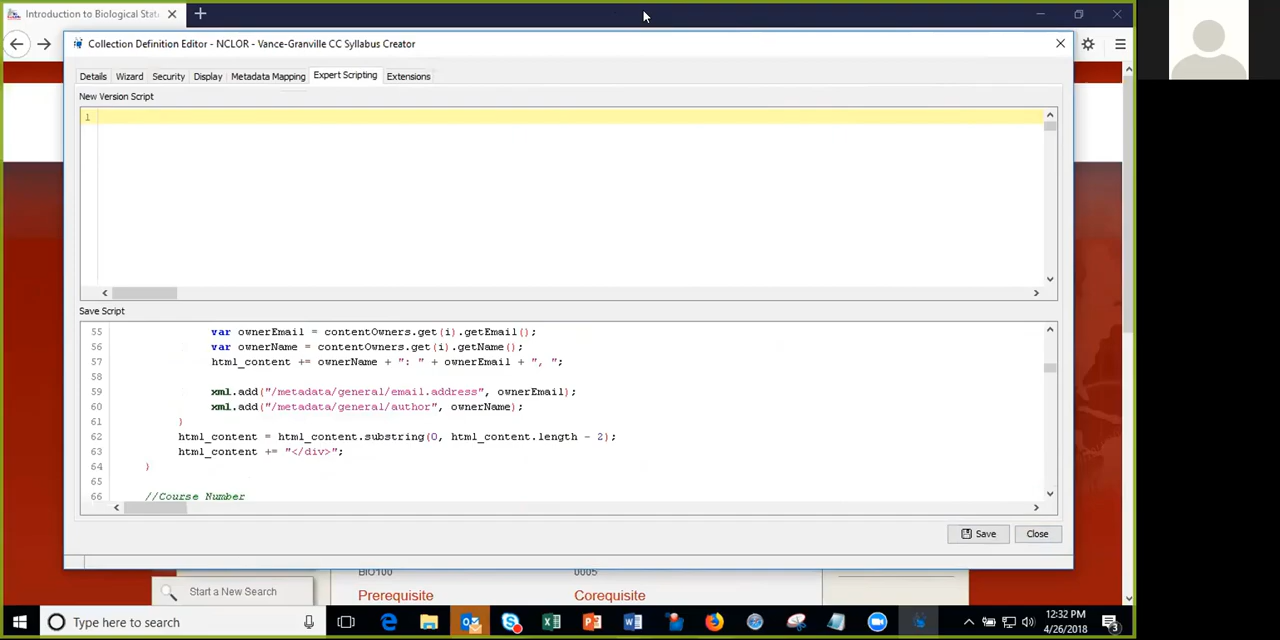 Introduction to Biological Stat
Collection Definition Editor - NCLOR - Vance-Granville CC Syllabus Creator
Details Wizard Security Display Metadata Mapping Expert Scripting Extensions
New Version Script
1
Save Script
55 var ownerEmail = contentOwners.get(i).getEmail();
56 var ownerName = contentOwners.get(i).getName();
57 html_content += ownerName + ": " + ownerEmail + ", ";
58
59 xml.add("/metadata/general/email.address", ownerEmail);
60 xml.add("/metadata/general/author", ownerName);
61 }
62 html_content = html_content.substring(0, html_content.length - 2);
63 html_content += "</div>";
64 }
65
66 //Course Number
Save Close
BIO100 0005
Start a New Search
Prerequisite Corequisite
Type here to search
12:32 PM
4/26/2018
3